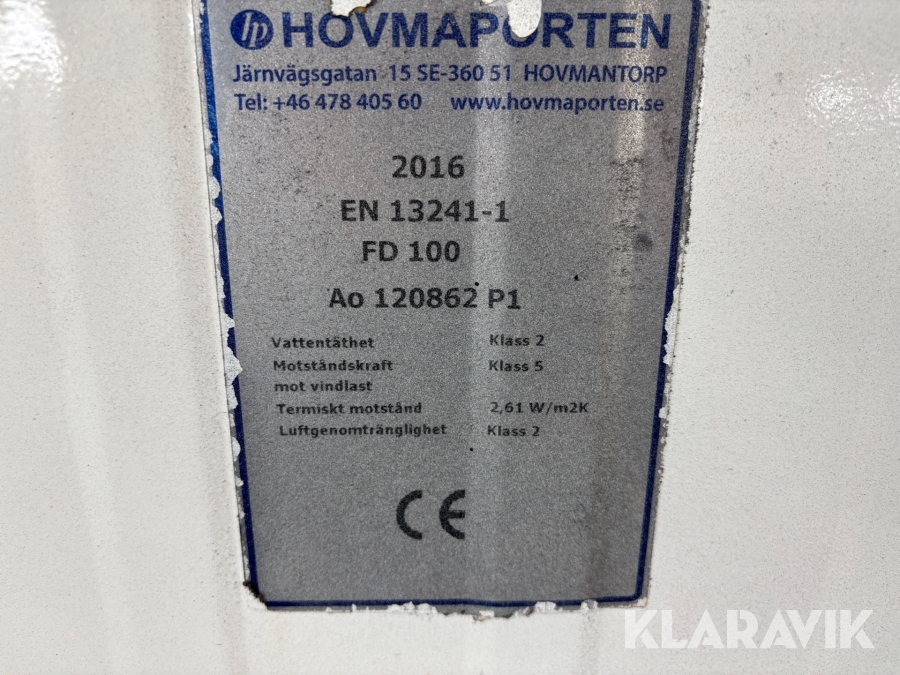 hp HOVMAPORTEN
Järnvägsgatan 15 SE-360 51 HOVMANTORP
Tel: +46 478 405 60 www.hovmaporten.se
2016
EN 13241-1
FD 100
Ao 120862 P1
Vattentäthet Klass 2
Motståndskraft Klass 5
mot vindlast
Termiskt motstånd 2,61 W/m2K
Luftgenomtränglighet Klass 2
CE
KLARAVIK